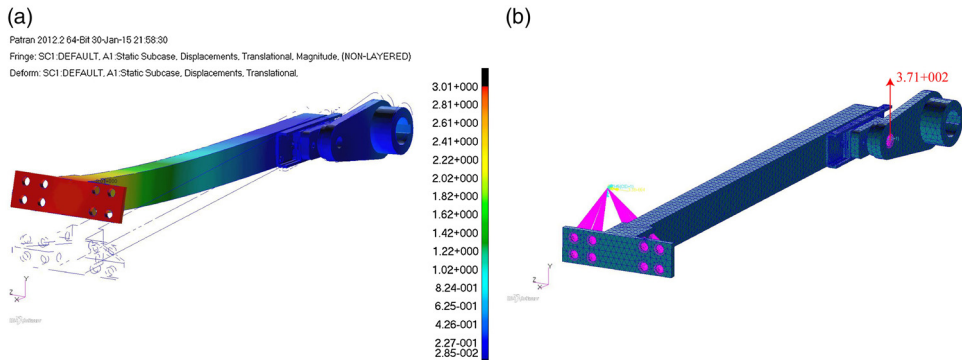 (a)
Patran 2012.2 64-Bit 30-Jan-15 21:58:30
Fringe: SC1:DEFAULT, A1:Static Subcase, Displacements, Translational, Magnitude, (NON-LAYERED)
Deform: SC1:DEFAULT, A1:Static Subcase, Displacements, Translational,
3.01+000
2.81+000
2.61+000
2.41+000
2.22+000
2.02+000
1.82+000
1.62+000
1.42+000
1.22+000
1.02+000
8.24-001
6.25-001
4.26-001
2.27-001
2.85-002
Y
Z
X
(b)
3.71+002
Y
Z
X